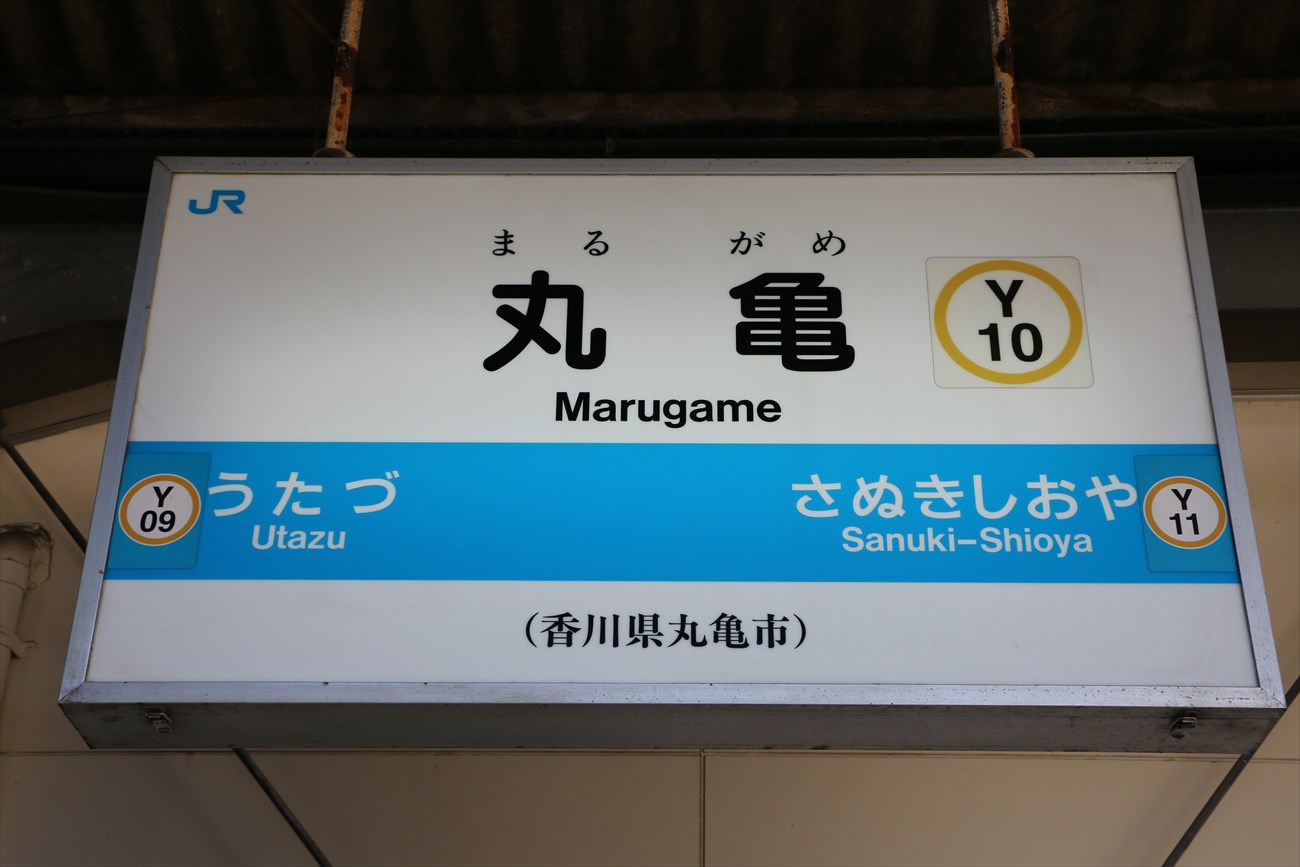 JR
まるがめ
丸亀
Y
10
Marugame
Y
09
うたづ
Utazu
さぬきしおや
Sanuki-Shioya
Y
11
(香川県丸亀市)